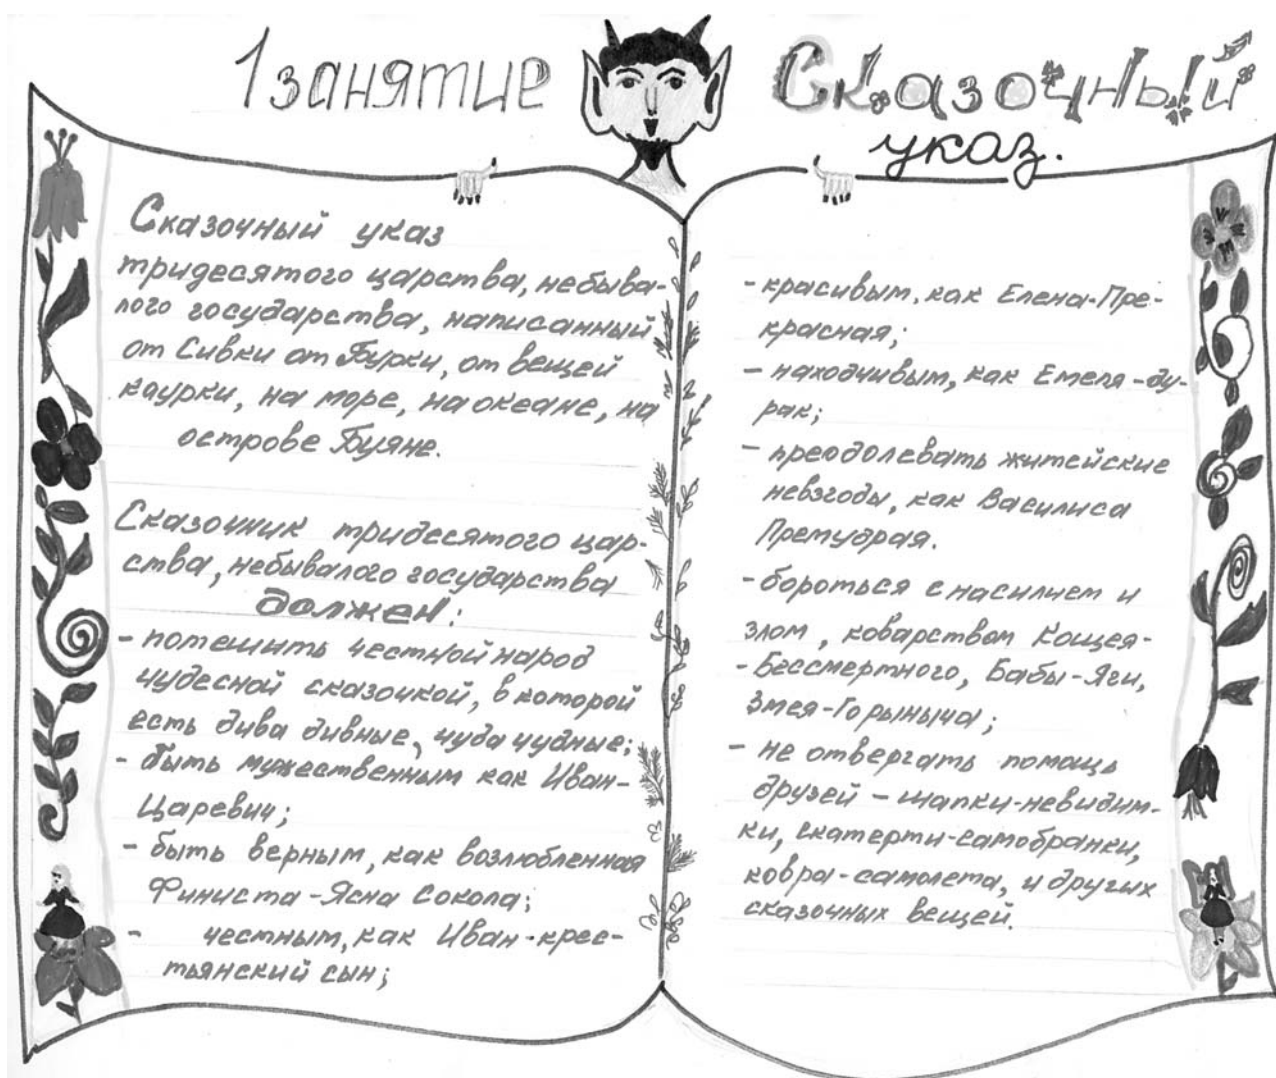 1 занятие Сказочный
указ.
Сказочный указ
тридесятого царства, небыва-
лого государства, написанный
от Сивки от Бурки, от вещей
каурки, на море, на океане, на
острове Буяне.
Сказочник тридесятого цар-
ства, небывалого государства
должен:
- потешить честной народ
чудесной сказочкой, в которой
есть дива дивные, чуда чудные;
- быть мужественным как Иван-
Царевич;
- быть верным, как возлюбленная
Финиста-Ясна Сокола;
- честным, как Иван-крес-
тьянский сын;
- красивым, как Елена-Пре-
красная;
- находчивым, как Емеля-ду-
рак;
- преодолевать житейские
невзгоды, как Василиса
Премудрая.
- бороться с насилием и
злом, коварством Кощея-
- Бессмертного, Бабы-Яги,
Змея-Горыныча;
- не отвергать помощь
друзей - шапки-невидим-
ки, скатерти-самобранки,
ковра-самолета, и других
сказочных вещей.